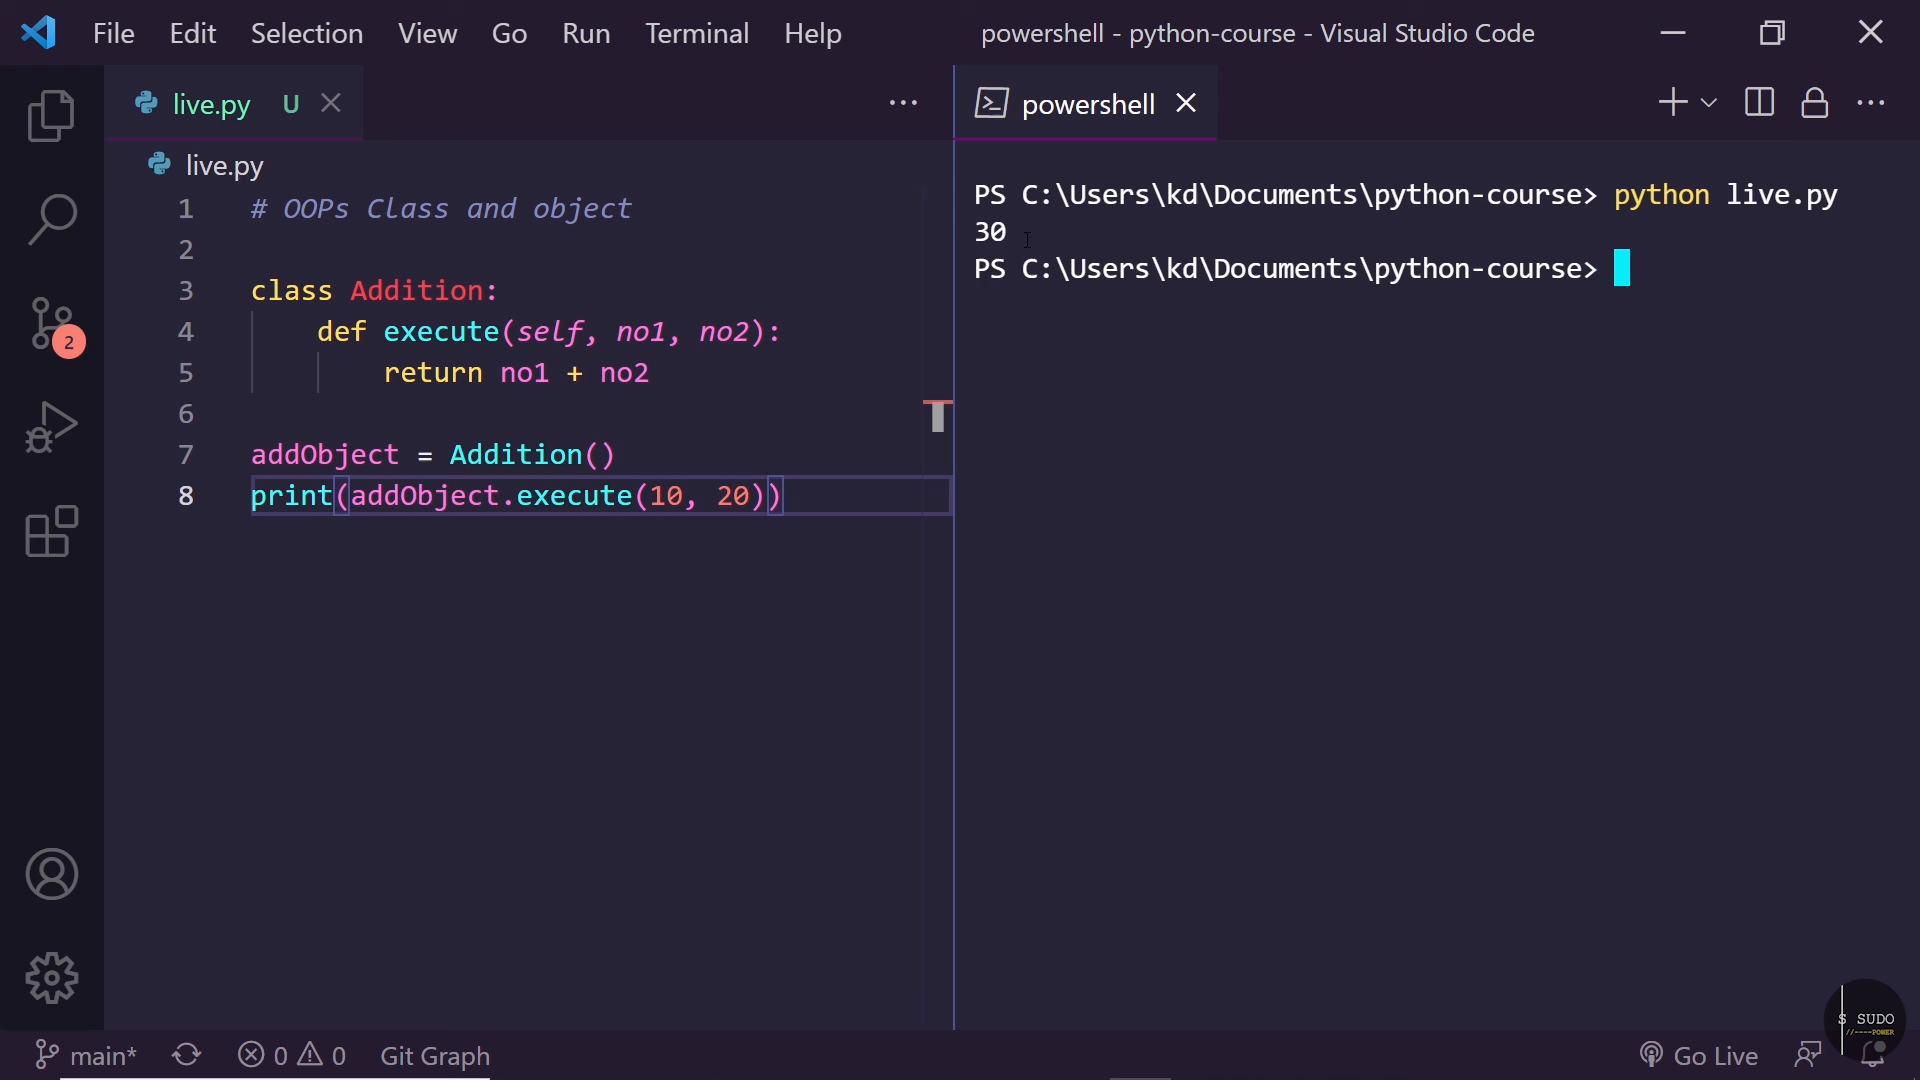 File Edit Selection View Go Run Terminal Help
powershell - python-course - Visual Studio Code
live.py U
powershell
live.py
1 # OOPs Class and object
2
3 class Addition:
4 def execute(self, no1, no2):
5 return no1 + no2
6
7 addObject = Addition()
8 print(addObject.execute(10, 20))
PS C:\Users\kd\Documents\python-course> python live.py
30
PS C:\Users\kd\Documents\python-course>
2
main* 0 0 Git Graph
Go Live
$ SUDO
//----POWER